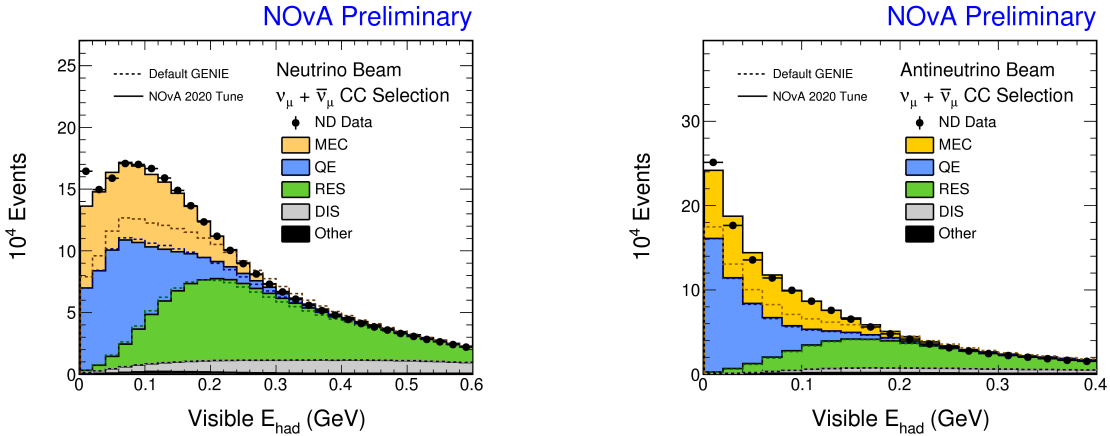 NOvA Preliminary
25
20
15
10
5
0
10⁴ Events
Default GENIE
NOvA 2020 Tune
Neutrino Beam
νμ + ν̅μ CC Selection
ND Data
MEC
QE
RES
DIS
Other
0 0.1 0.2 0.3 0.4 0.5 0.6
Visible Ehad (GeV)
NOvA Preliminary
30
20
10
0
10⁴ Events
Default GENIE
NOvA 2020 Tune
Antineutrino Beam
νμ + ν̅μ CC Selection
ND Data
MEC
QE
RES
DIS
Other
0 0.1 0.2 0.3 0.4
Visible Ehad (GeV)